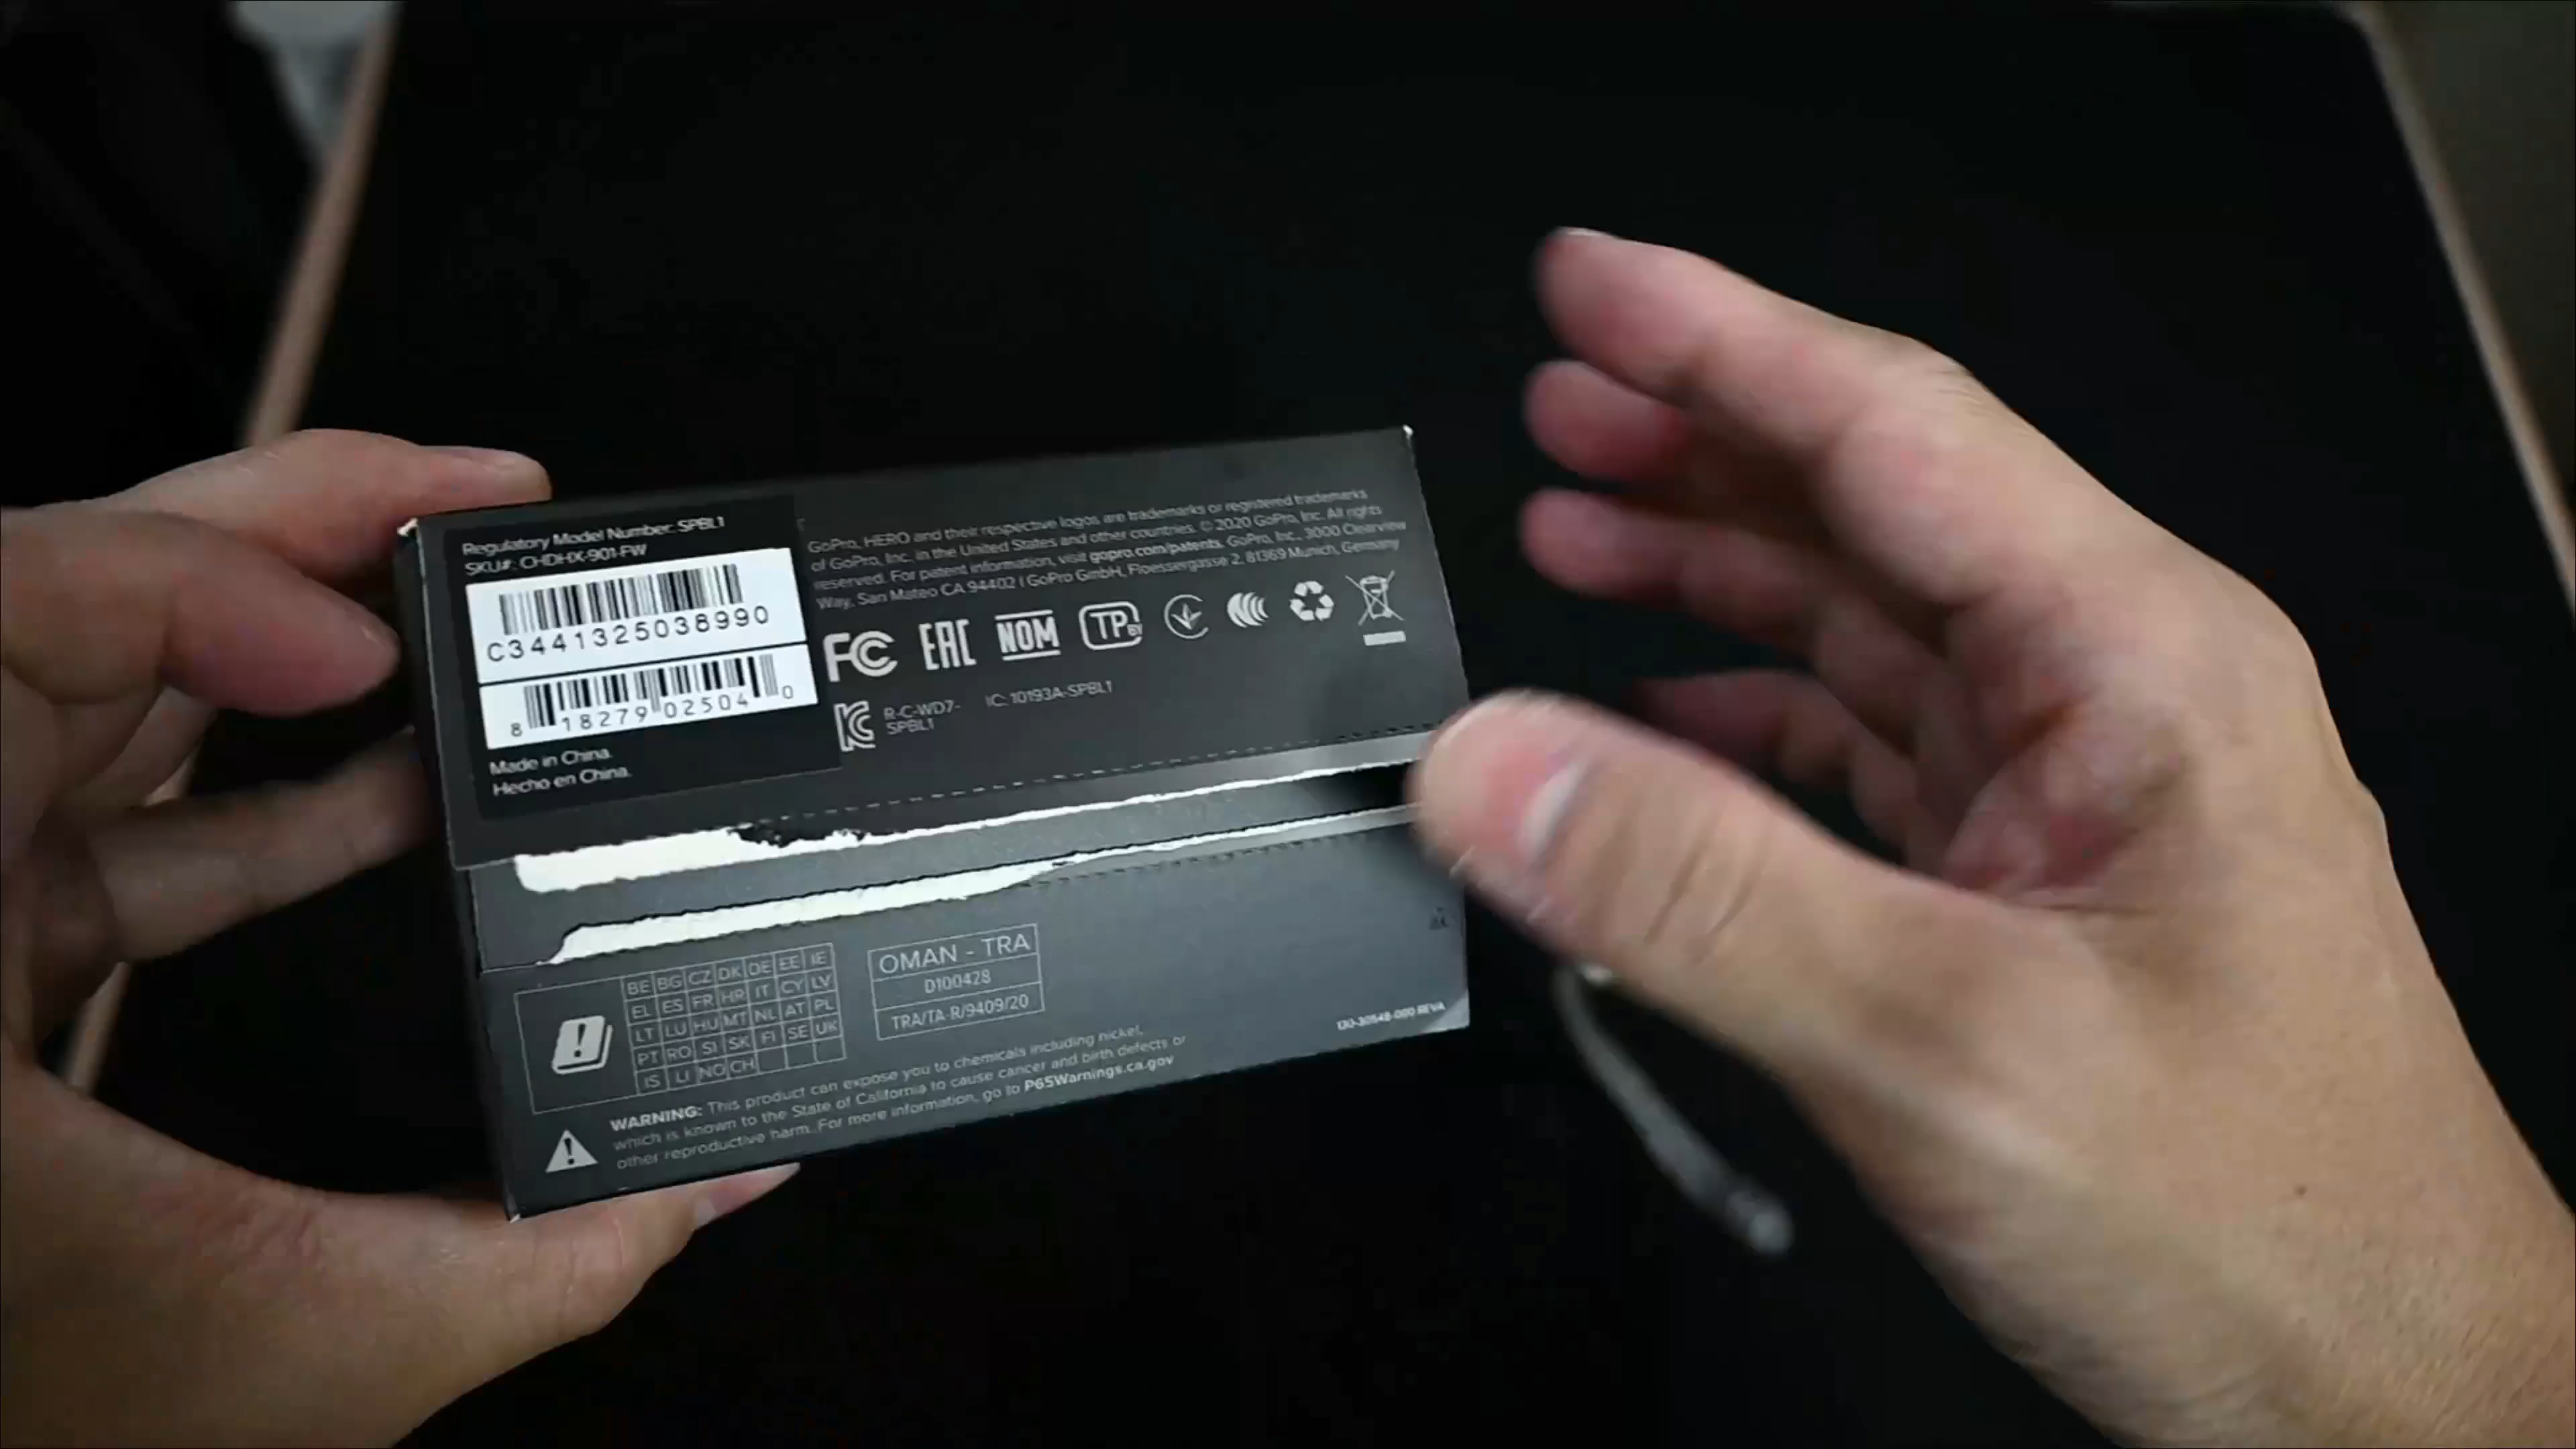 Regulatory Model Number: SPBL1
SKU#: CHDHX-901-FW
C3441325038990
8 18279 02504 0
Made in China.
Hecho en China.
GoPro, HERO and their respective logos are trademarks or registered trademarks
of GoPro, Inc. in the United States and other countries. © 2020 GoPro, Inc. All rights
reserved. For patent information, visit gopro.com/patents. GoPro, Inc., 3000 Clearview
Way, San Mateo CA 94402 | GoPro GmbH, Floessergasse 2, 81369 Munich, Germany
FC EAC NOM TP BY
R-C-WD7-
SPBL1
IC: 10193A-SPBL1
BE BG CZ DK DE EE IE
EL ES FR HR IT CY LV
LT LU HU MT NL AT PL
PT RO SI SK FI SE UK
IS LI NO CH
OMAN - TRA
D100428
TRA/TA-R/9409/20
130-30548-000 REVA
WARNING: This product can expose you to chemicals including nickel,
which is known to the State of California to cause cancer and birth defects or
other reproductive harm. For more information, go to P65Warnings.ca.gov